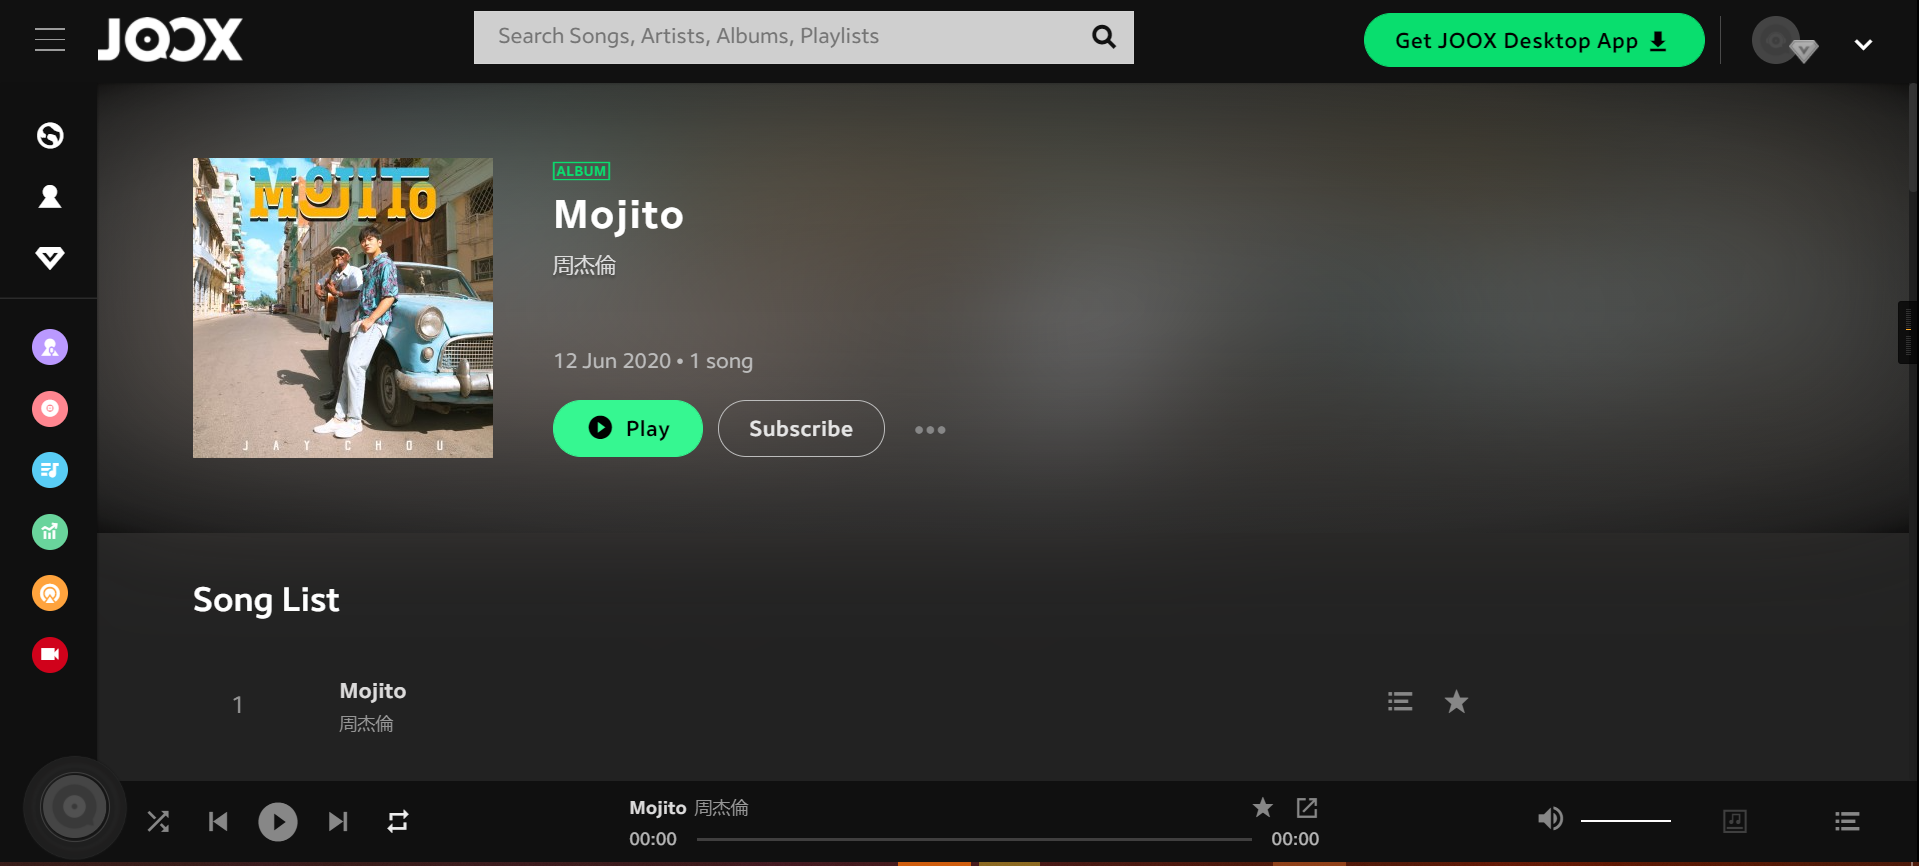 JOOX
Search Songs, Artists, Albums, Playlists
Get JOOX Desktop App
MOJITO
JAY CHOU
ALBUM
Mojito
周杰倫
12 Jun 2020 • 1 song
Play
Subscribe
Song List
1
Mojito
周杰倫
Mojito 周杰倫
00:00
00:00